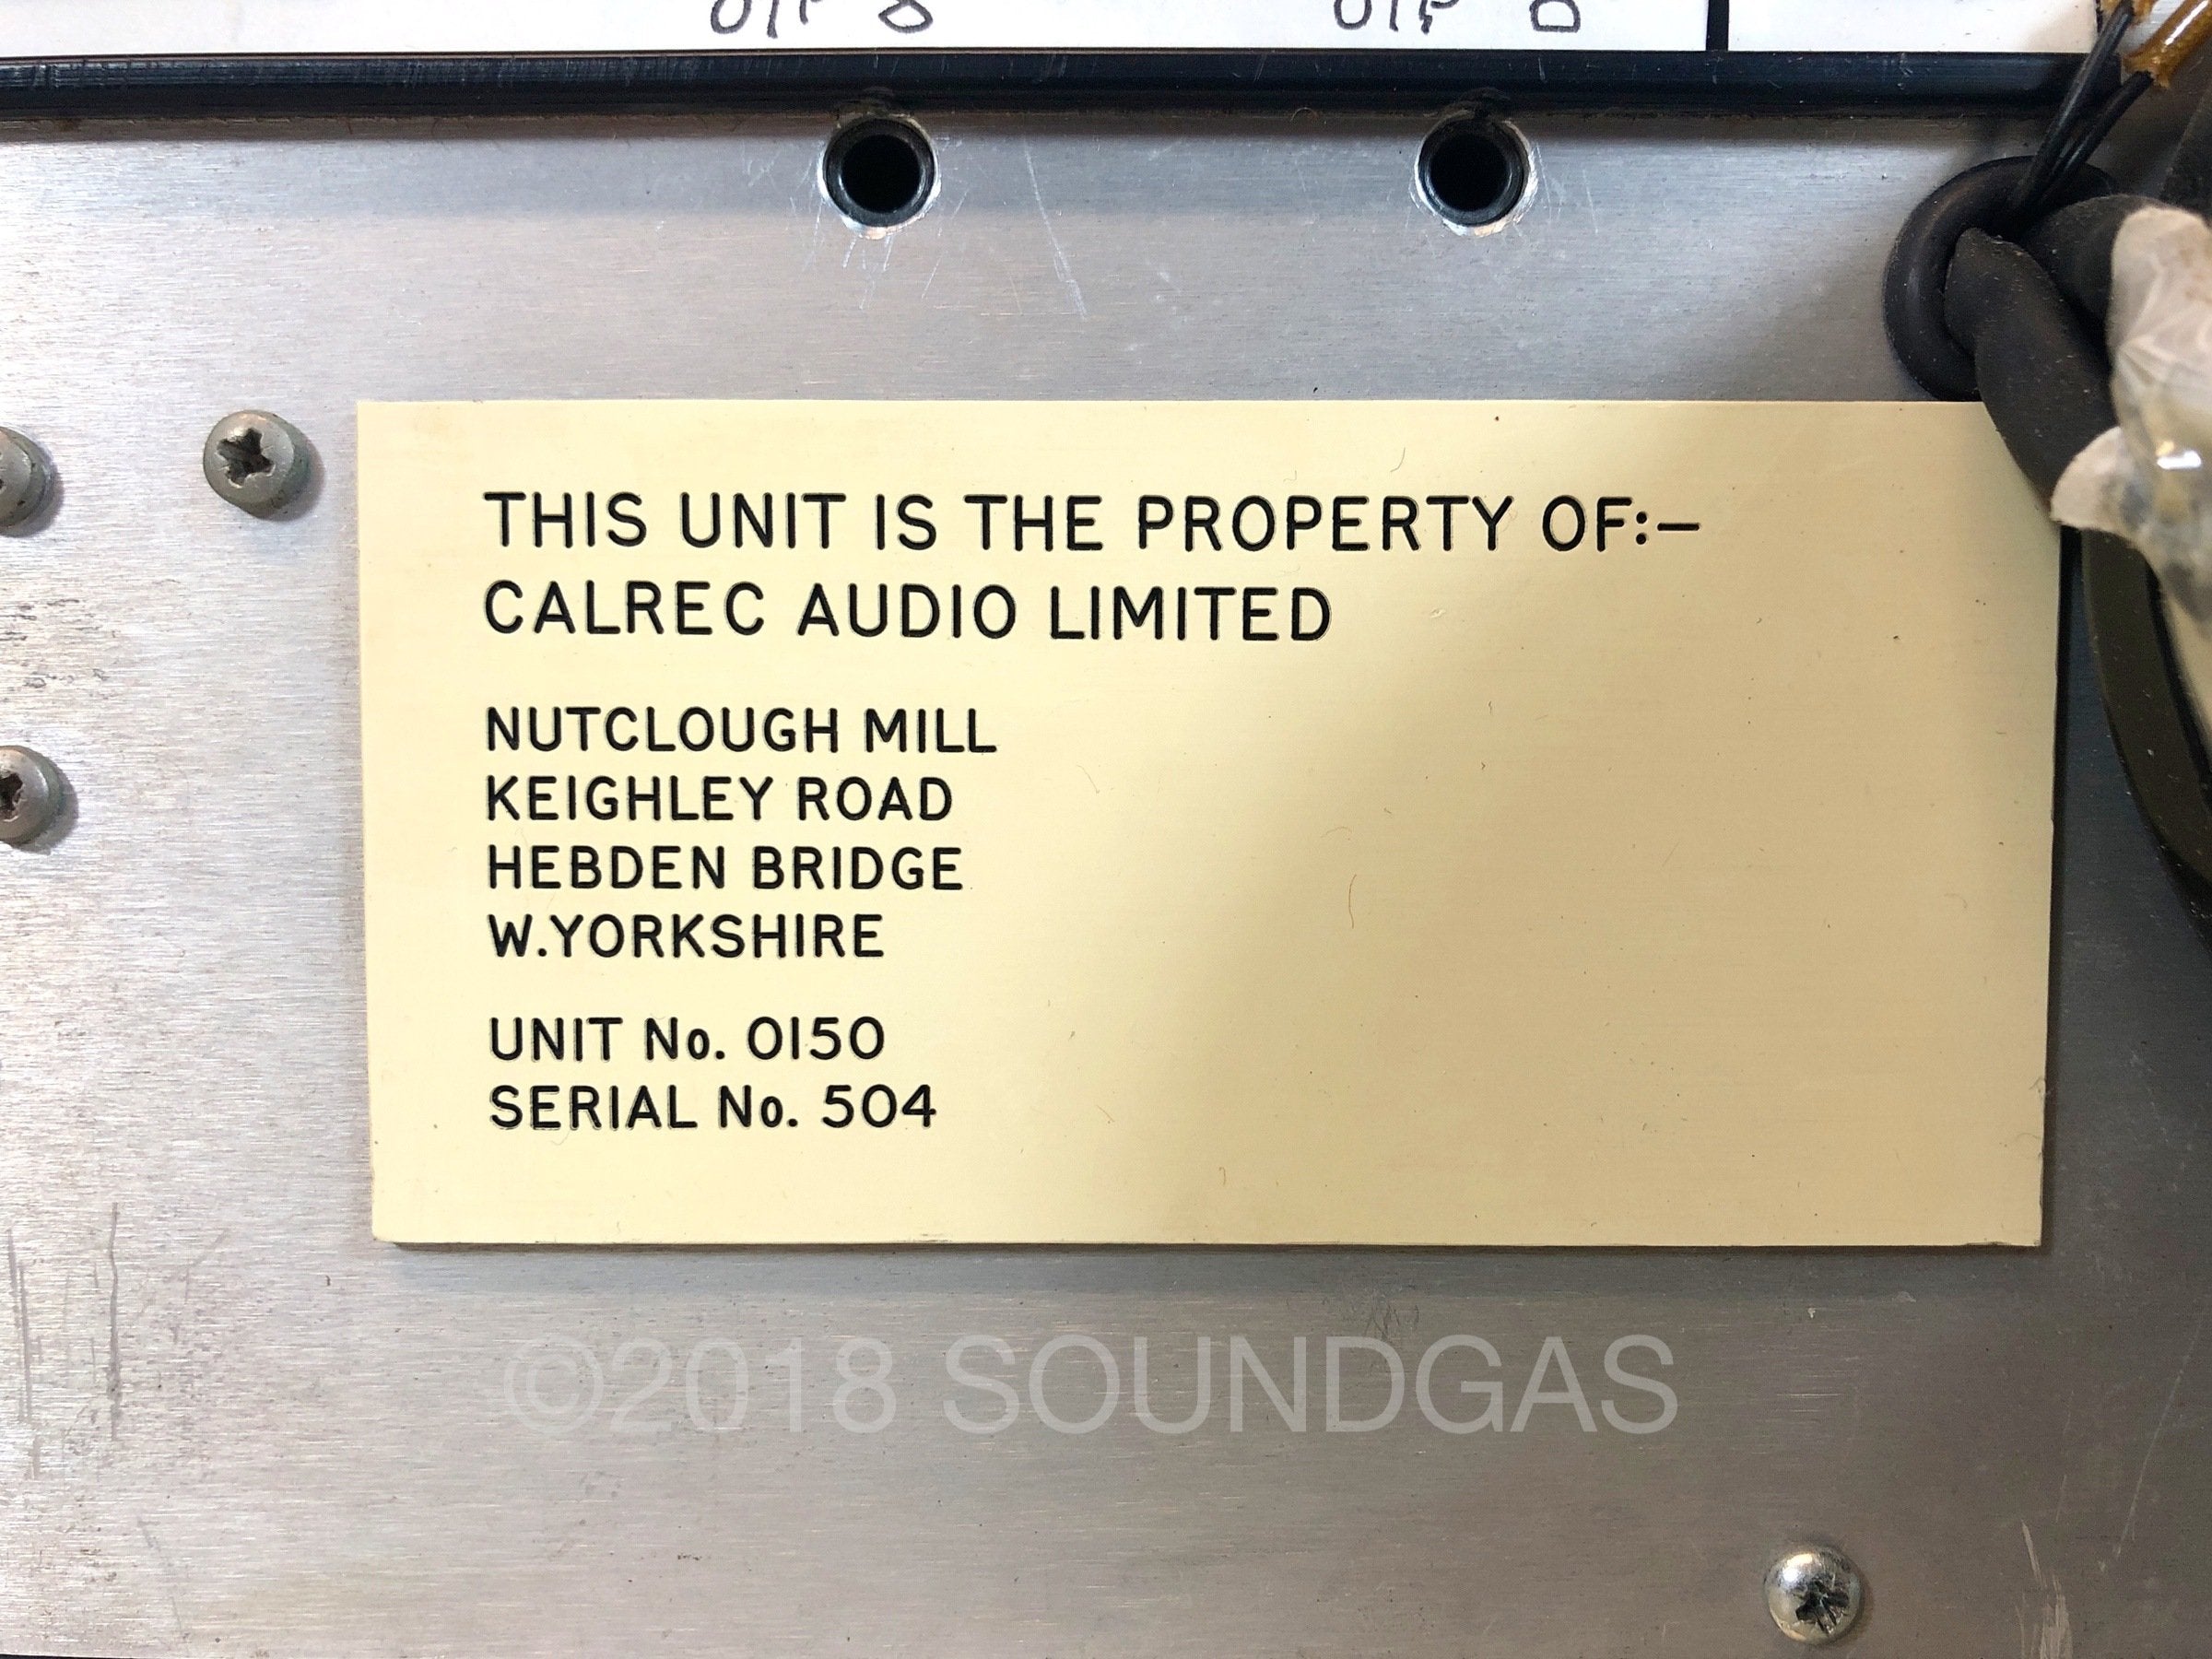 THIS UNIT IS THE PROPERTY OF:—
CALREC AUDIO LIMITED
NUTCLOUGH MILL
KEIGHLEY ROAD
HEBDEN BRIDGE
W.YORKSHIRE
UNIT No. 0150
SERIAL No. 504
©2018 SOUNDGAS